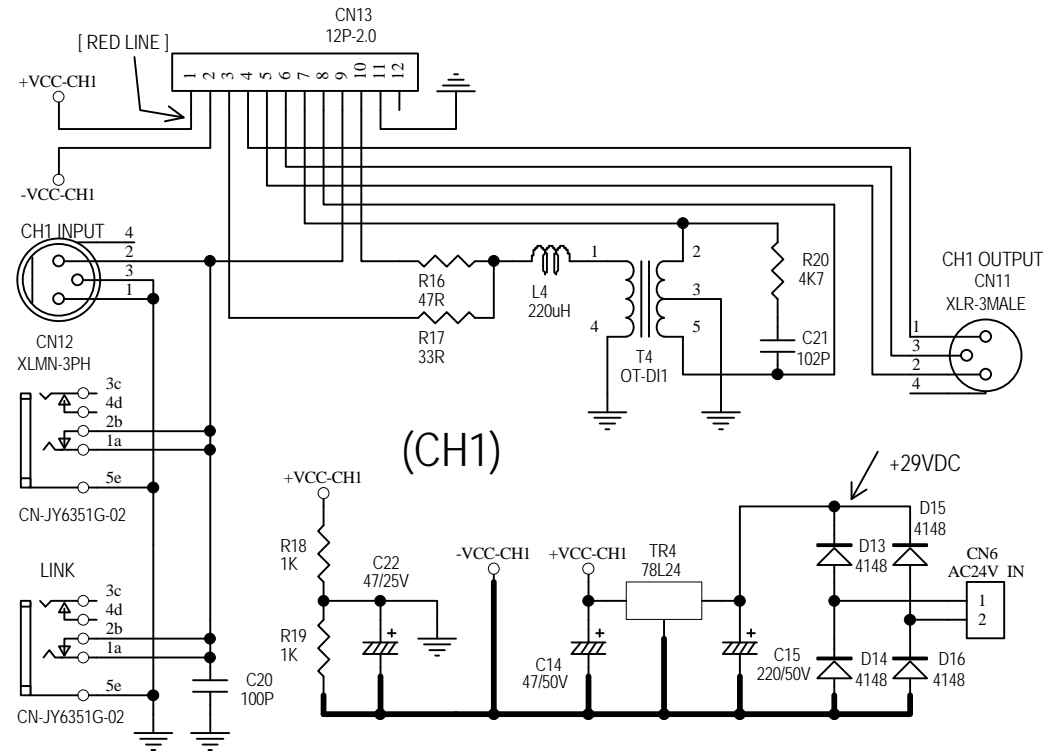 CN13
12P-2.0
[ RED LINE ]
+VCC-CH1
1 2 3 4 5 6 7 8 9 10 11 12
-VCC-CH1
CH1 INPUT
4
2
3
1
CN12
XLMN-3PH
R16
47R
R17
33R
L4
220uH
1
4
2
3
5
T4
OT-DI1
R20
4K7
C21
102P
CH1 OUTPUT
CN11
XLR-3MALE
1
3
2
4
3c
4d
2b
1a
5e
CN-JY6351G-02
(CH1)
LINK
3c
4d
2b
1a
5e
CN-JY6351G-02
C20
100P
+VCC-CH1
R18
1K
R19
1K
C22
47/25V
+
-VCC-CH1
+VCC-CH1
TR4
78L24
+
C14
47/50V
+
C15
220/50V
+29VDC
D13
4148
D15
4148
D14
4148
D16
4148
CN6
AC24V IN
1
2